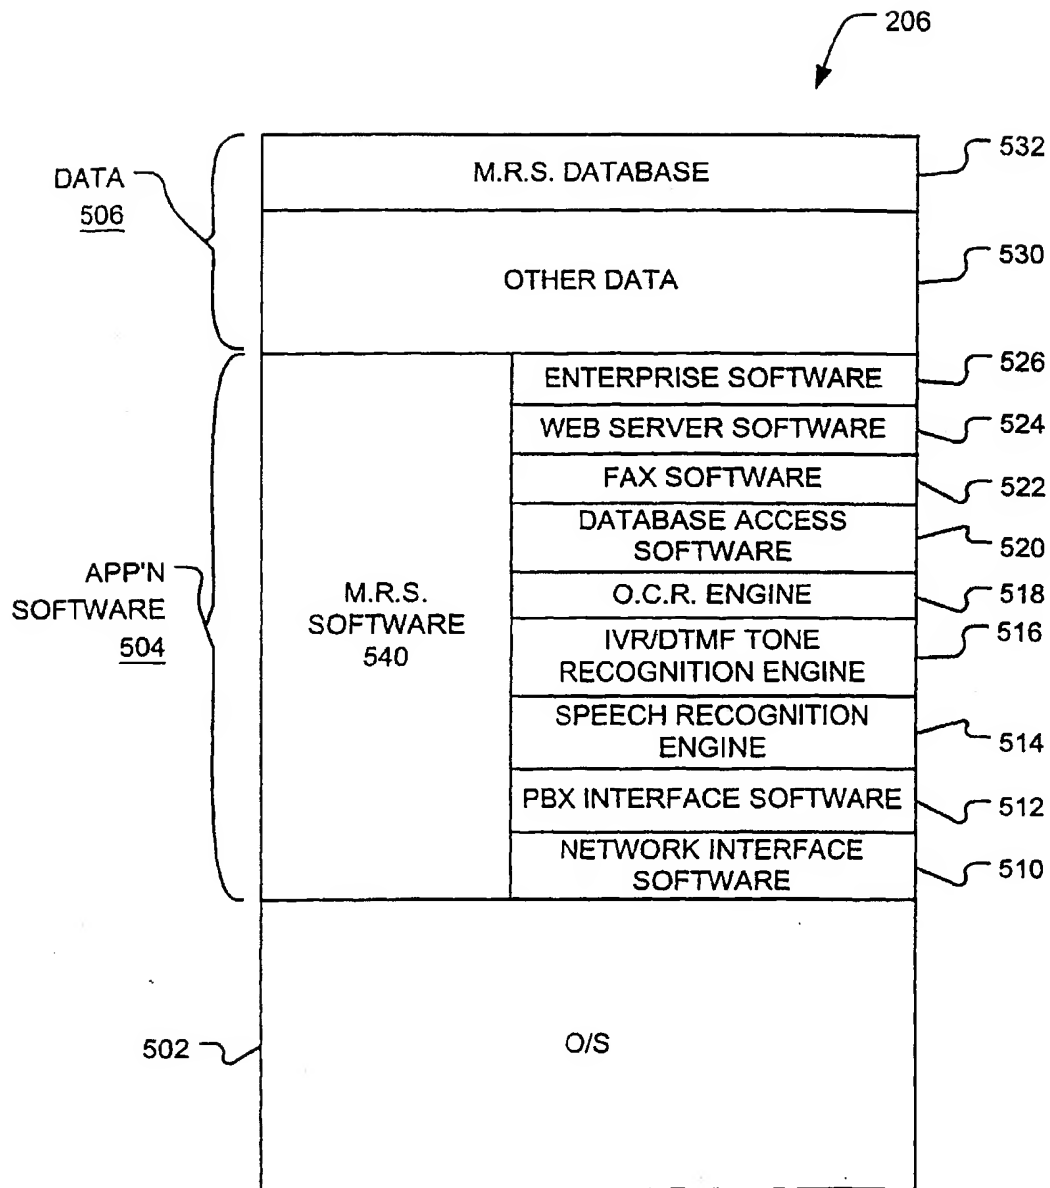 206
M.R.S. DATABASE
532
DATA
506
OTHER DATA
530
ENTERPRISE SOFTWARE
526
WEB SERVER SOFTWARE
524
FAX SOFTWARE
522
DATABASE ACCESS
SOFTWARE
520
APP'N
SOFTWARE
504
M.R.S.
SOFTWARE
540
O.C.R. ENGINE
518
IVR/DTMF TONE
RECOGNITION ENGINE
516
SPEECH RECOGNITION
ENGINE
514
PBX INTERFACE SOFTWARE
512
NETWORK INTERFACE
SOFTWARE
510
502
O/S